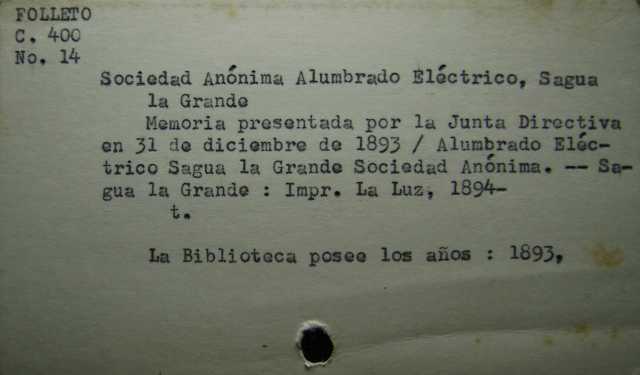 FOLLETO
C. 400
No. 14
Sociedad Anónima Alumbrado Eléctrico, Sagua
la Grande
Memoria presentada por la Junta Directiva
en 31 de diciembre de 1893 / Alumbrado Eléc-
trico Sagua la Grande Sociedad Anónima. -- Sa-
gua la Grande : Impr. La Luz, 1894-
t.
La Biblioteca posee los años : 1893,